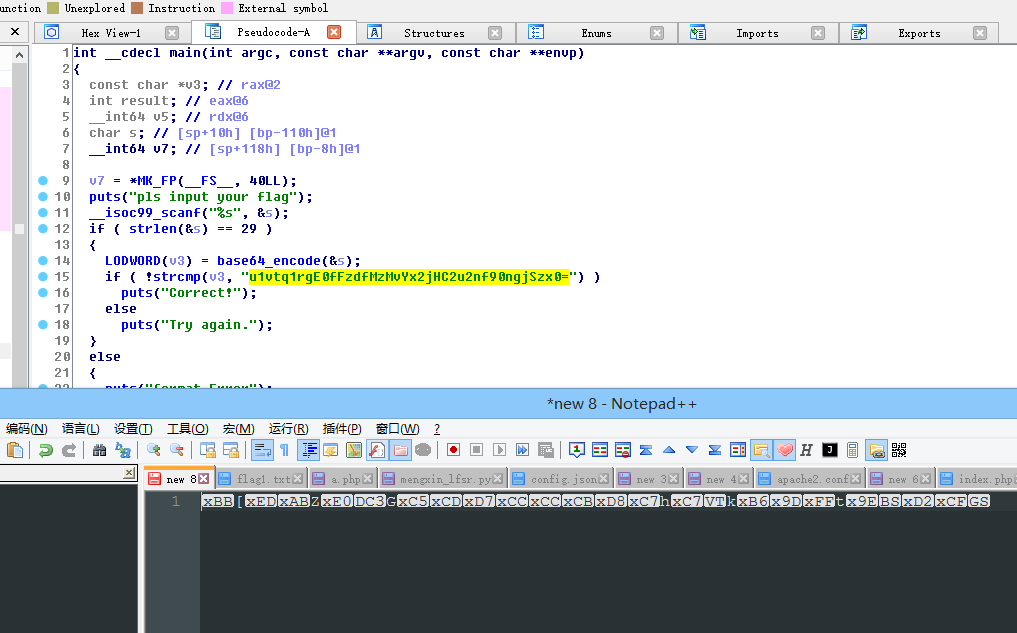 unction Unexplored Instruction External symbol
Hex View-1 Pseudocode-A Structures Enums Imports Exports
1 int __cdecl main(int argc, const char **argv, const char **envp)
2 {
3 const char *v3; // rax@2
4 int result; // eax@6
5 __int64 v5; // rdx@6
6 char s; // [sp+10h] [bp-110h]@1
7 __int64 v7; // [sp+118h] [bp-8h]@1
8
9 v7 = *MK_FP(__FS__, 40LL);
10 puts("pls input your flag");
11 __isoc99_scanf("%s", &s);
12 if ( strlen(&s) == 29 )
13 {
14 LODWORD(v3) = base64_encode(&s);
15 if ( !strcmp(v3, "u1vtq1rgE0fFzdfMzMvYx2jHC2u2nf90ngjSzx0=") )
16 puts("Correct!");
17 else
18 puts("Try again.");
19 }
20 else
21 {
22 puts("format Error");
*new 8 - Notepad++
编码(N) 语言(L) 设置(T) 工具(O) 宏(M) 运行(R) 插件(P) 窗口(W) ?
new 8 flag1.txt a.php mengxin_lfsr.py config.json new 3 new 4 apache2.conf new 6 index.php
1 xBB[xEDxABZxE0DC3GxC5xCDxD7xCCxCCxCBxD8xC7hxC7VTkxB6x9DxFFtx9EBSxD2xCFGS